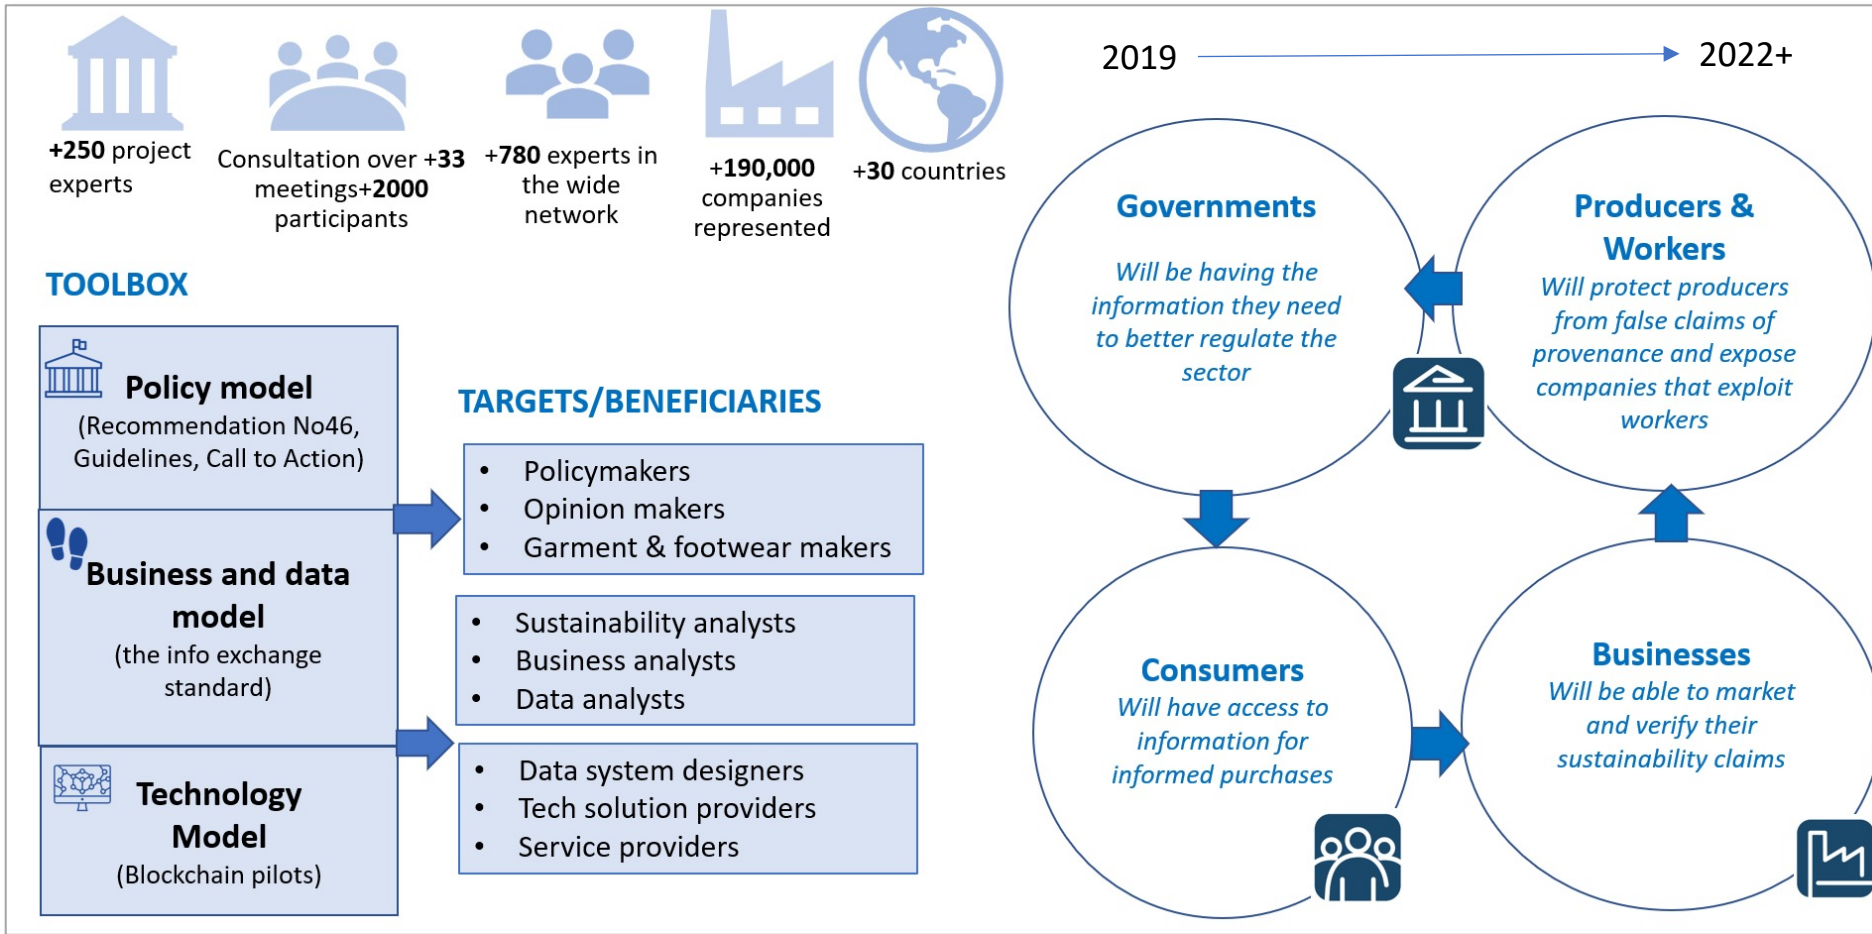 +250 project
experts
Consultation over +33
meetings+2000
participants
+780 experts in
the wide
network
+190,000
companies
represented
+30 countries
2019
2022+
TOOLBOX
Policy model
(Recommendation No46,
Guidelines, Call to Action)
Business and data
model
(the info exchange
standard)
Technology
Model
(Blockchain pilots)
TARGETS/BENEFICIARIES
• Policymakers
• Opinion makers
• Garment & footwear makers
• Sustainability analysts
• Business analysts
• Data analysts
• Data system designers
• Tech solution providers
• Service providers
Governments
Will be having the
information they need
to better regulate the
sector
Producers &
Workers
Will protect producers
from false claims of
provenance and expose
companies that exploit
workers
Consumers
Will have access to
information for
informed purchases
Businesses
Will be able to market
and verify their
sustainability claims